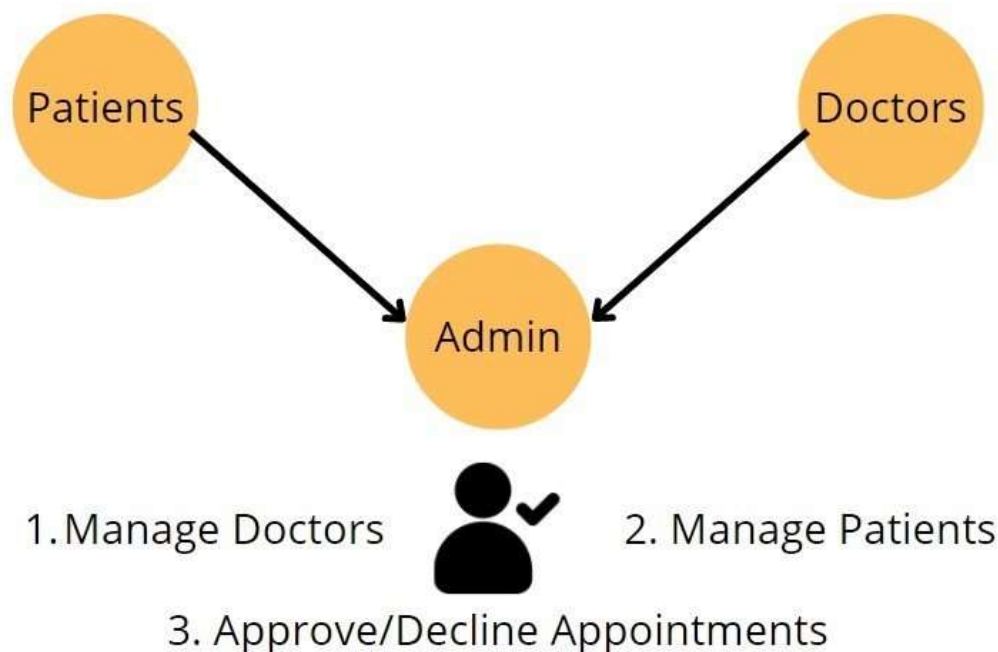 Patients
Doctors
Admin
1. Manage Doctors
2. Manage Patients
3. Approve/Decline Appointments